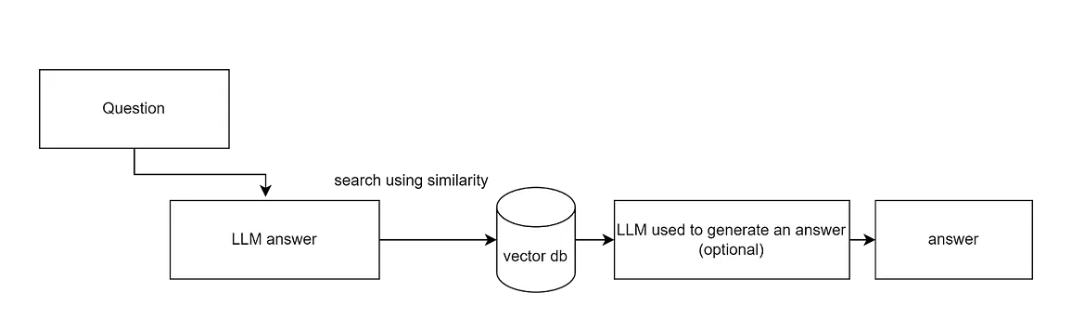 Question
search using similarity
LLM answer
vector db
LLM used to generate an answer
(optional)
answer